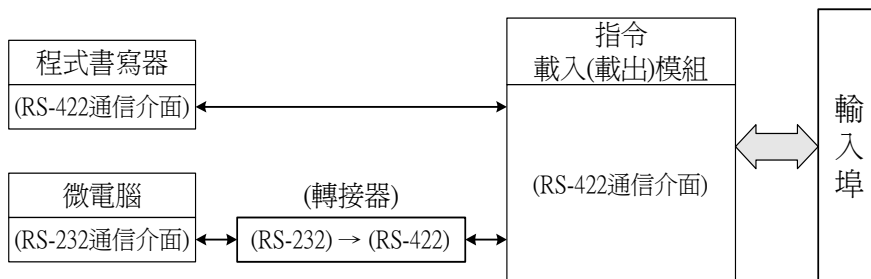 程式書寫器
(RS-422通信介面)
指令
載入(載出)模組
(RS-422通信介面)
輸入埠
微電腦
(RS-232通信介面)
(轉接器)
(RS-232) → (RS-422)